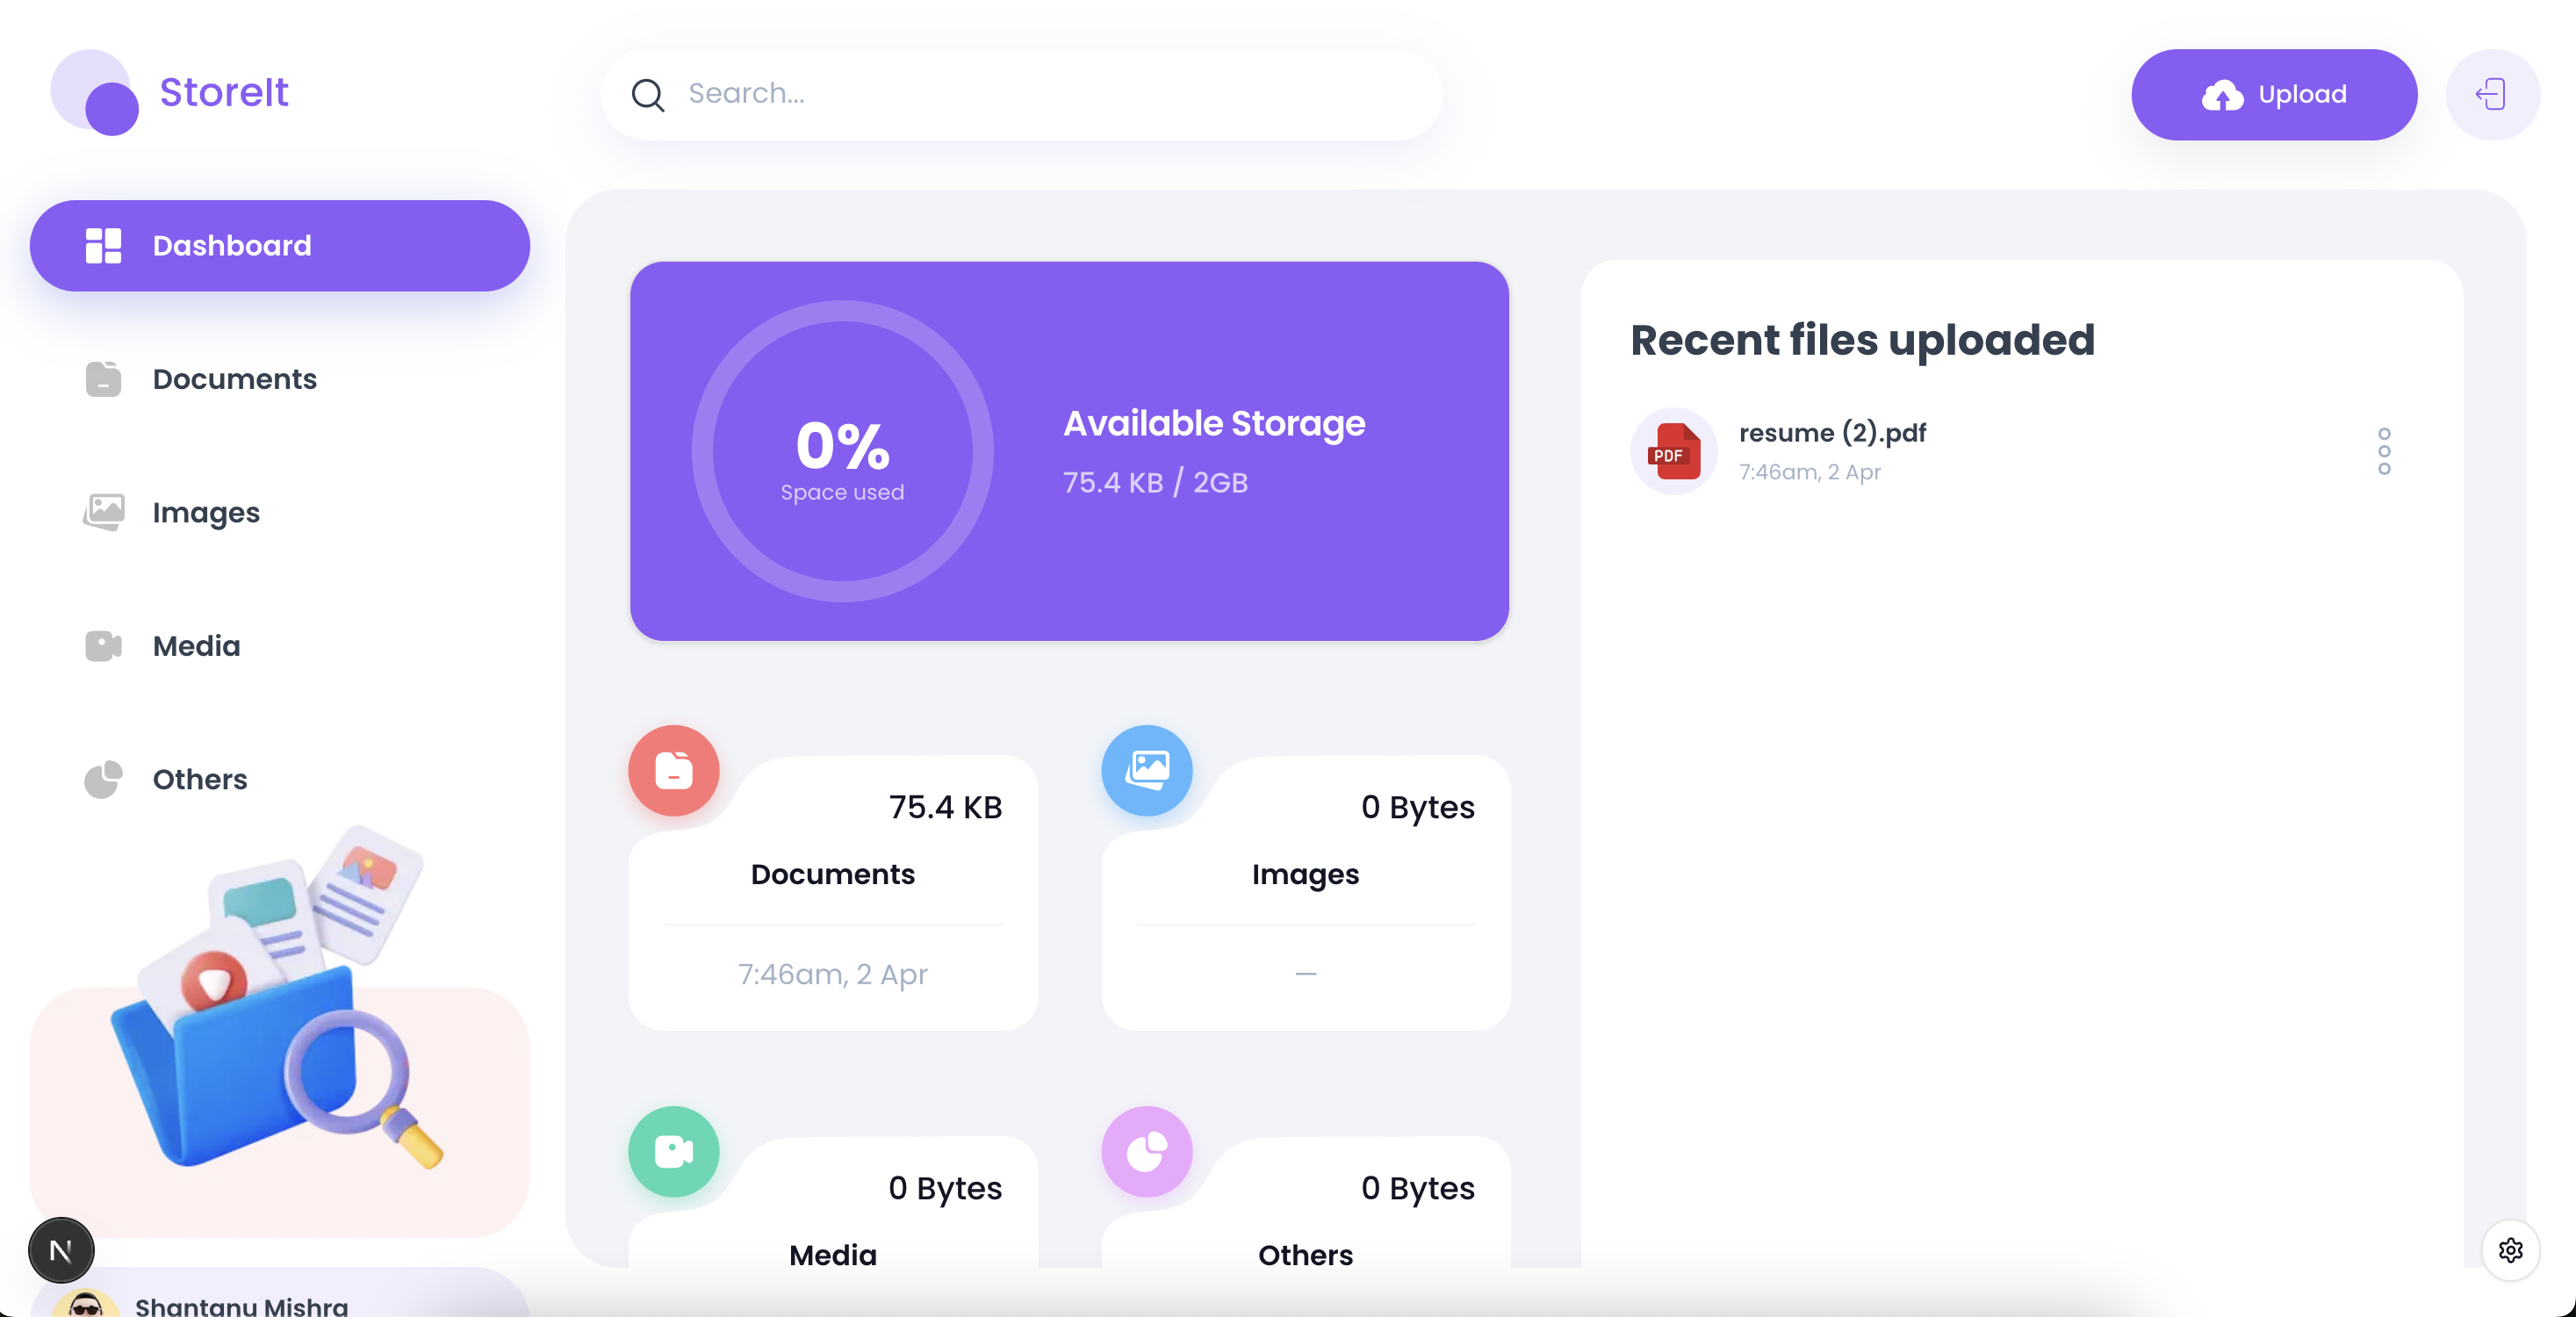 StoreIt
Search...
Upload
Dashboard
Documents
Images
Media
Others
0%
Space used
Available Storage
75.4 KB / 2GB
Recent files uploaded
PDF
resume (2).pdf
7:46am, 2 Apr
75.4 KB
Documents
7:46am, 2 Apr
0 Bytes
Images
—
0 Bytes
Media
0 Bytes
Others
N
Shantanu Mishra